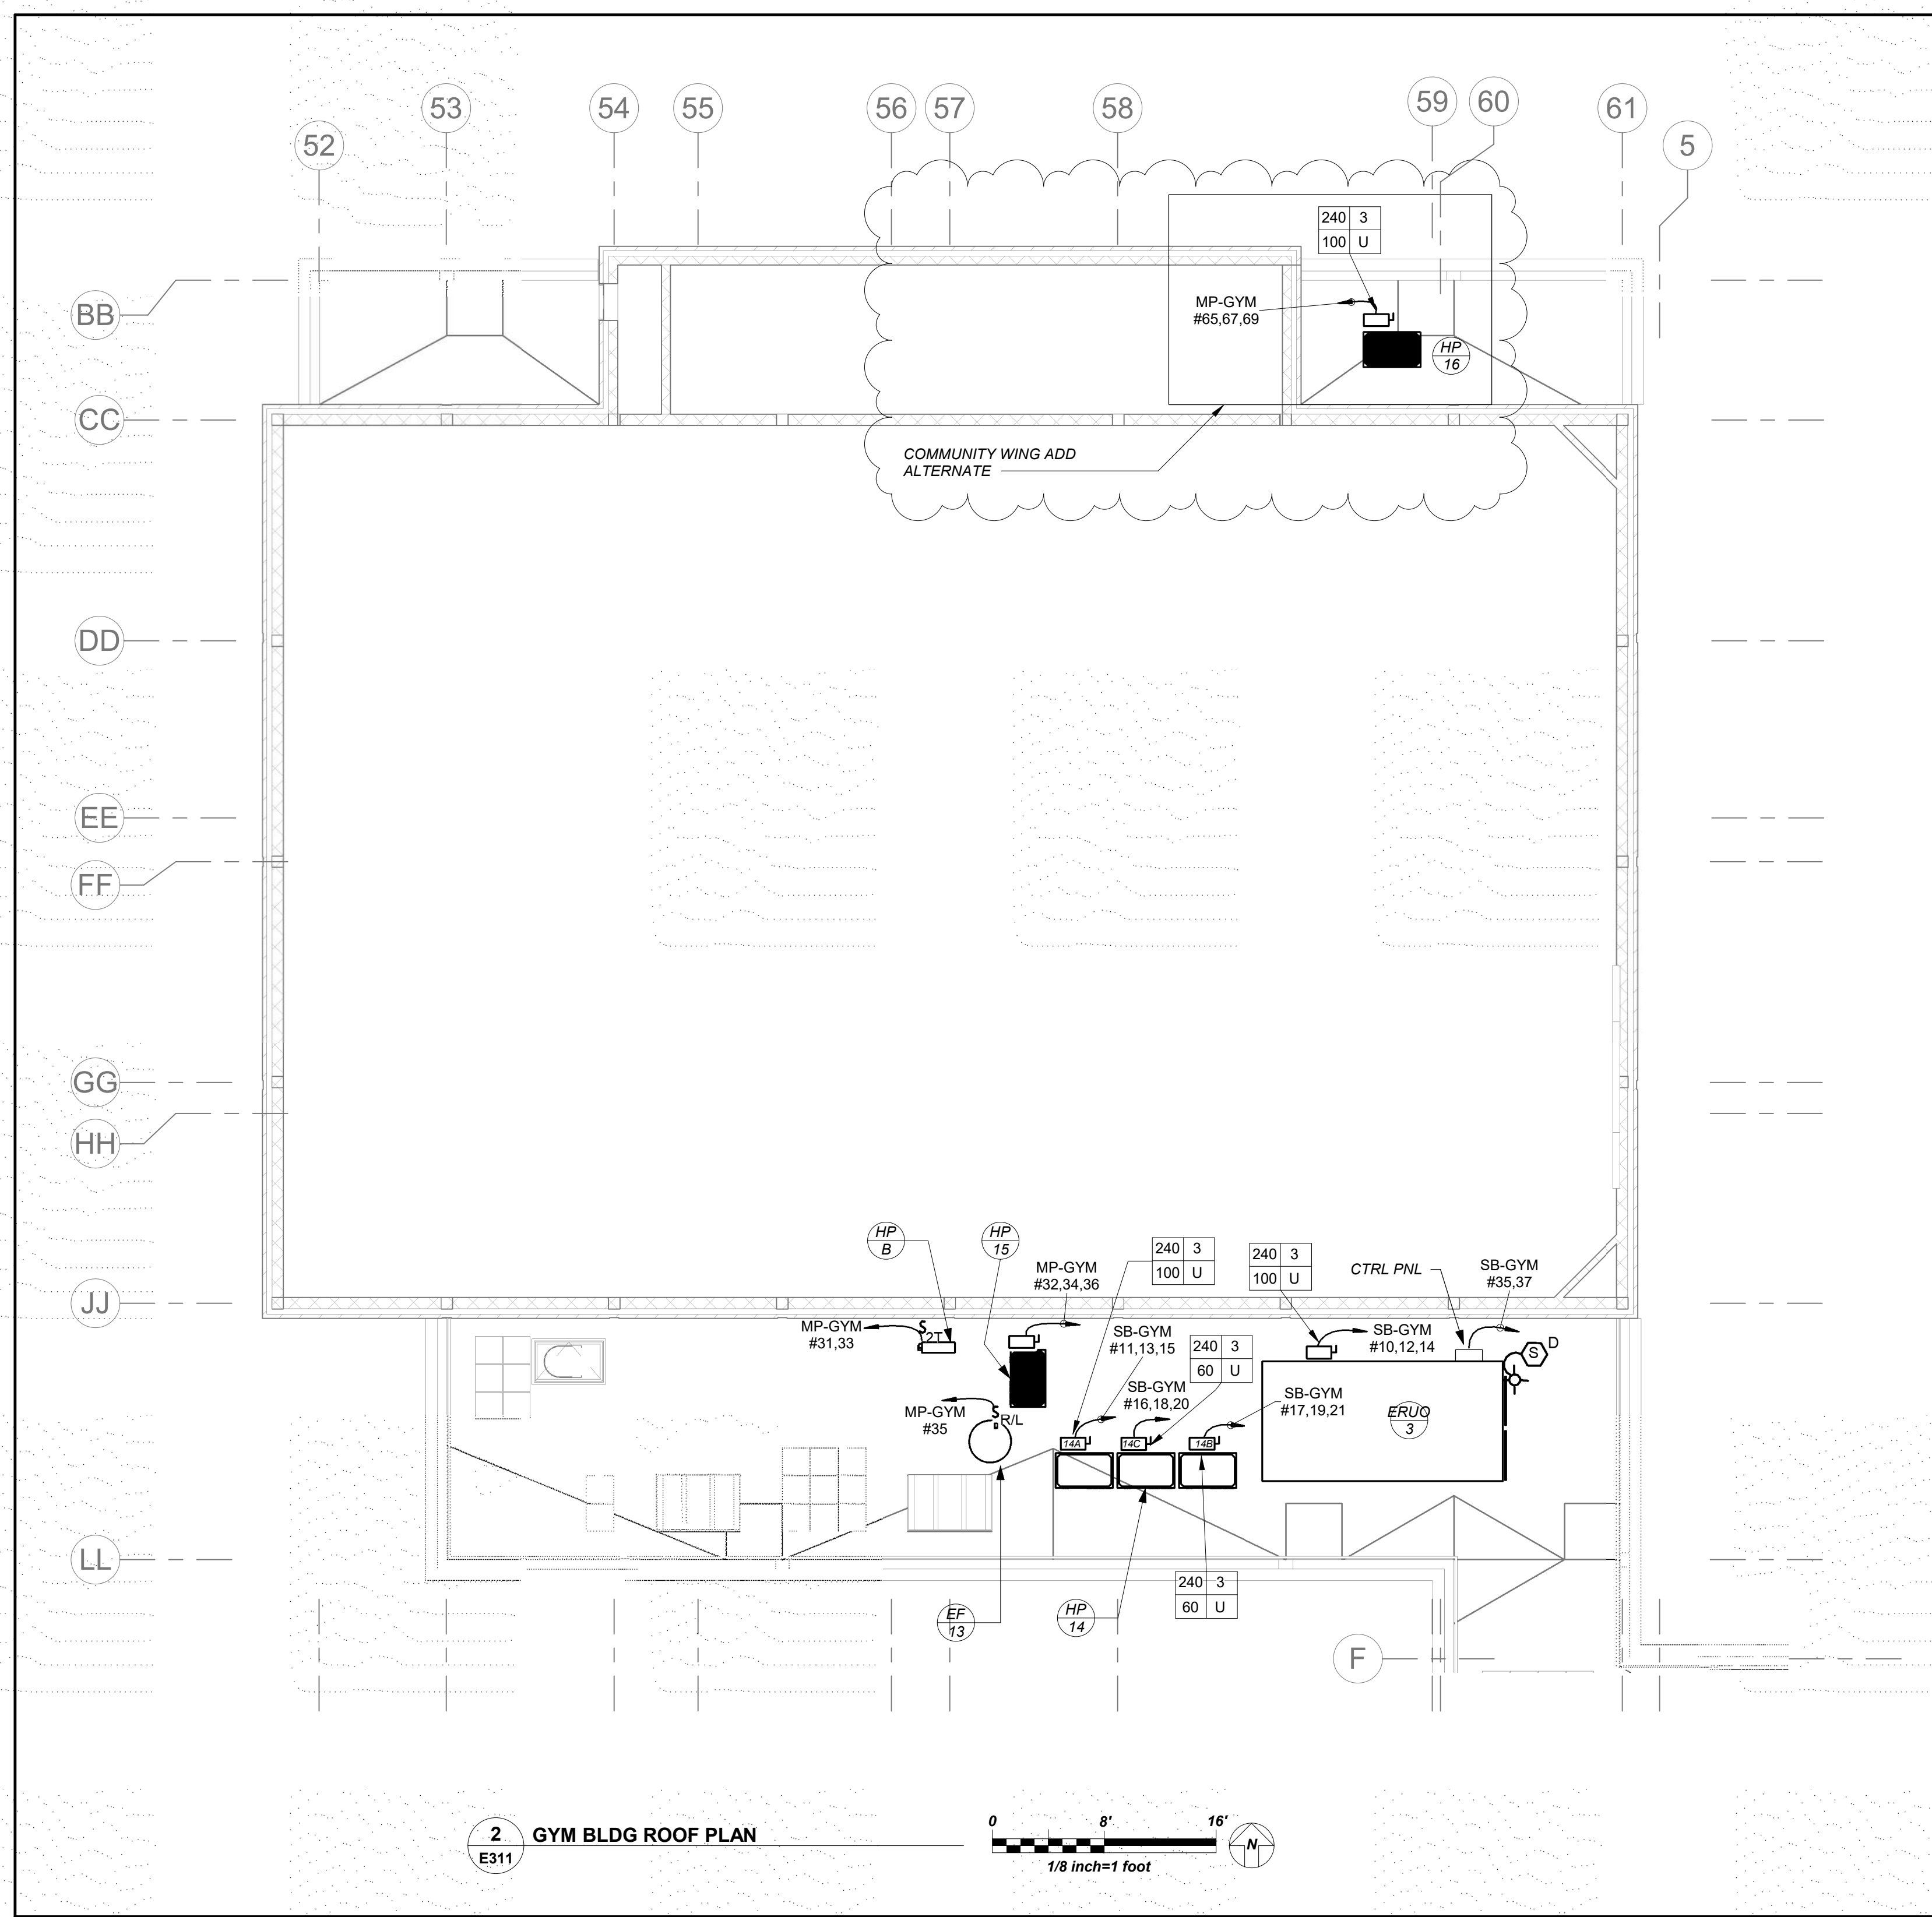 53
54
55
56
57
58
59
60
61
52
5
240 3
100 U
BB
MP-GYM
#65,67,69
HP
16
CC
COMMUNITY WING ADD
ALTERNATE
DD
EE
FF
GG
HH
HP
B
HP
15
240 3
100 U
240 3
100 U
MP-GYM
#32,34,36
CTRL PNL
SB-GYM
#35,37
JJ
MP-GYM
#31,33
S
2T
SB-GYM
#11,13,15
240 3
60 U
SB-GYM
#10,12,14
S
D
SB-GYM
#16,18,20
SB-GYM
#17,19,21
MP-GYM
#35
S
R/L
ERUO
3
14A
14C
14B
LL
240 3
60 U
EF
13
HP
14
F
2
E311
GYM BLDG ROOF PLAN
0 8' 16'
1/8 inch=1 foot
N